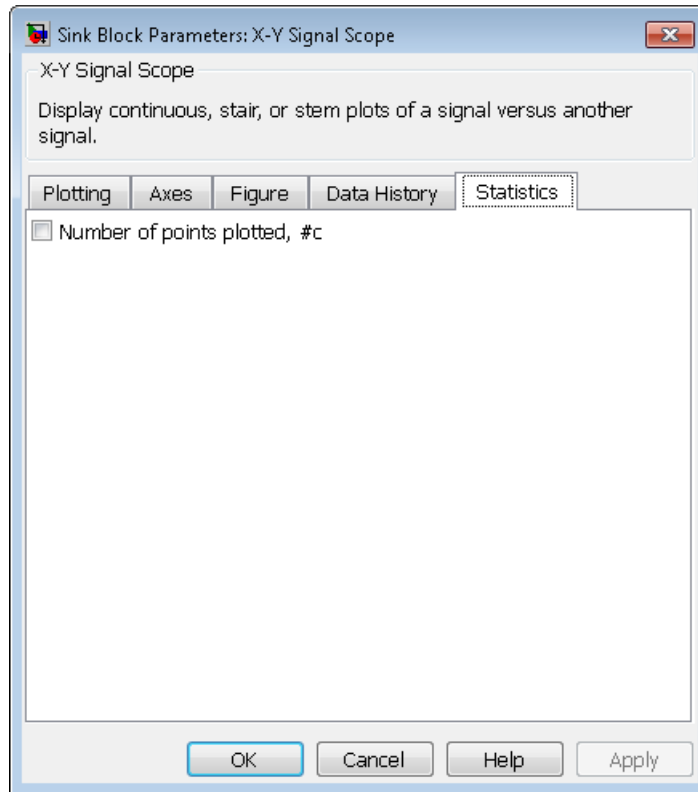 Sink Block Parameters: X-Y Signal Scope
X-Y Signal Scope
Display continuous, stair, or stem plots of a signal versus another
signal.
Plotting Axes Figure Data History Statistics
Number of points plotted, #c
OK Cancel Help Apply